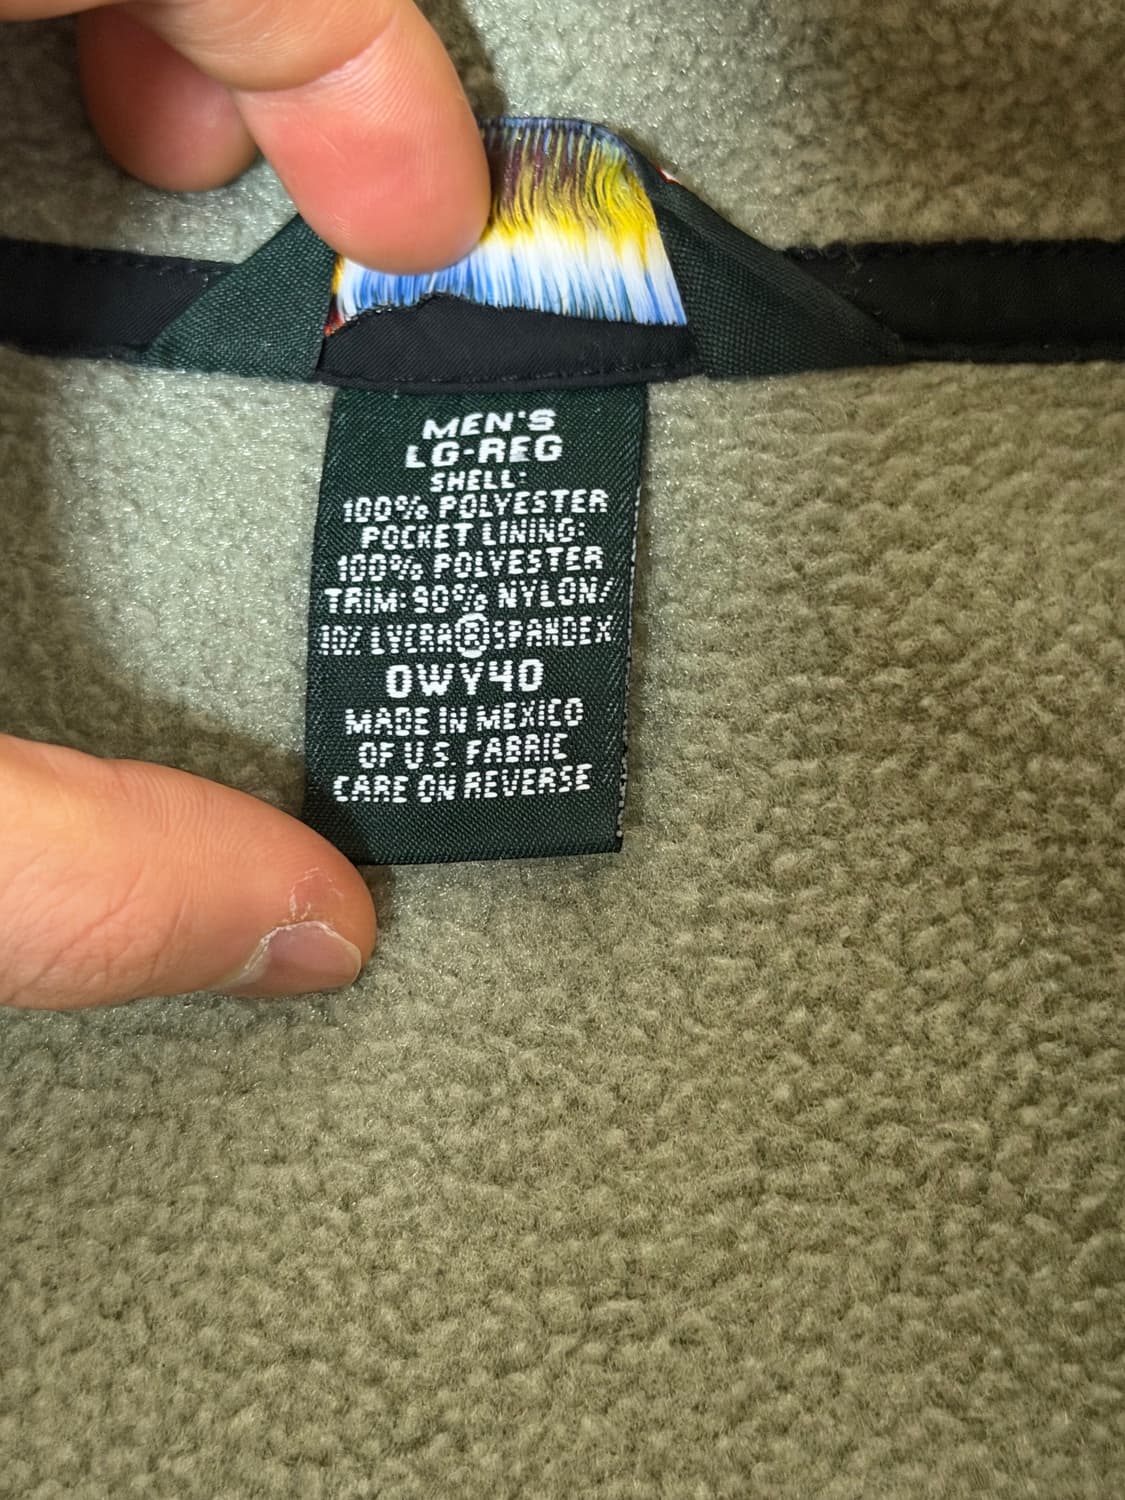 MEN'S
LG-REG
SHELL:
100% POLYESTER
POCKET LINING:
100% POLYESTER
TRIM: 90% NYLON/
10% LYCRA® SPANDEX
0WY40
MADE IN MEXICO
OF U.S. FABRIC
CARE ON REVERSE